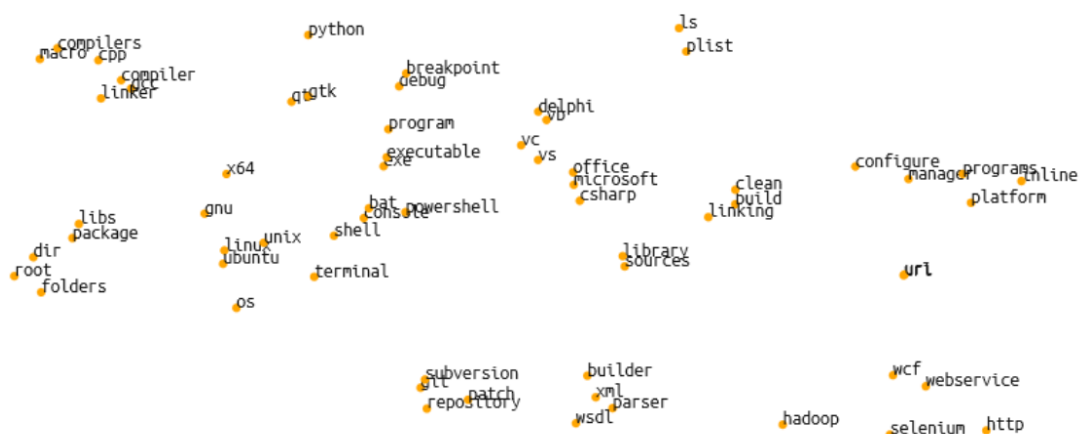 ls
python
compilers
plist
macro
cpp
breakpoint
compiler
debug
gcc
linker
qt
gtk
delphi
vb
program
vc
executable
vs
exe
configure
office
x64
programs
manager
inline
microsoft
clean
csharp
build
platform
bat
powershell
console
gnu
linking
libs
shell
package
unix
linux
dir
library
ubuntu
sources
root
terminal
url
folders
os
subversion
builder
wcf
git
webservice
patch
xml
repository
parser
wsdl
hadoop
http
selenium